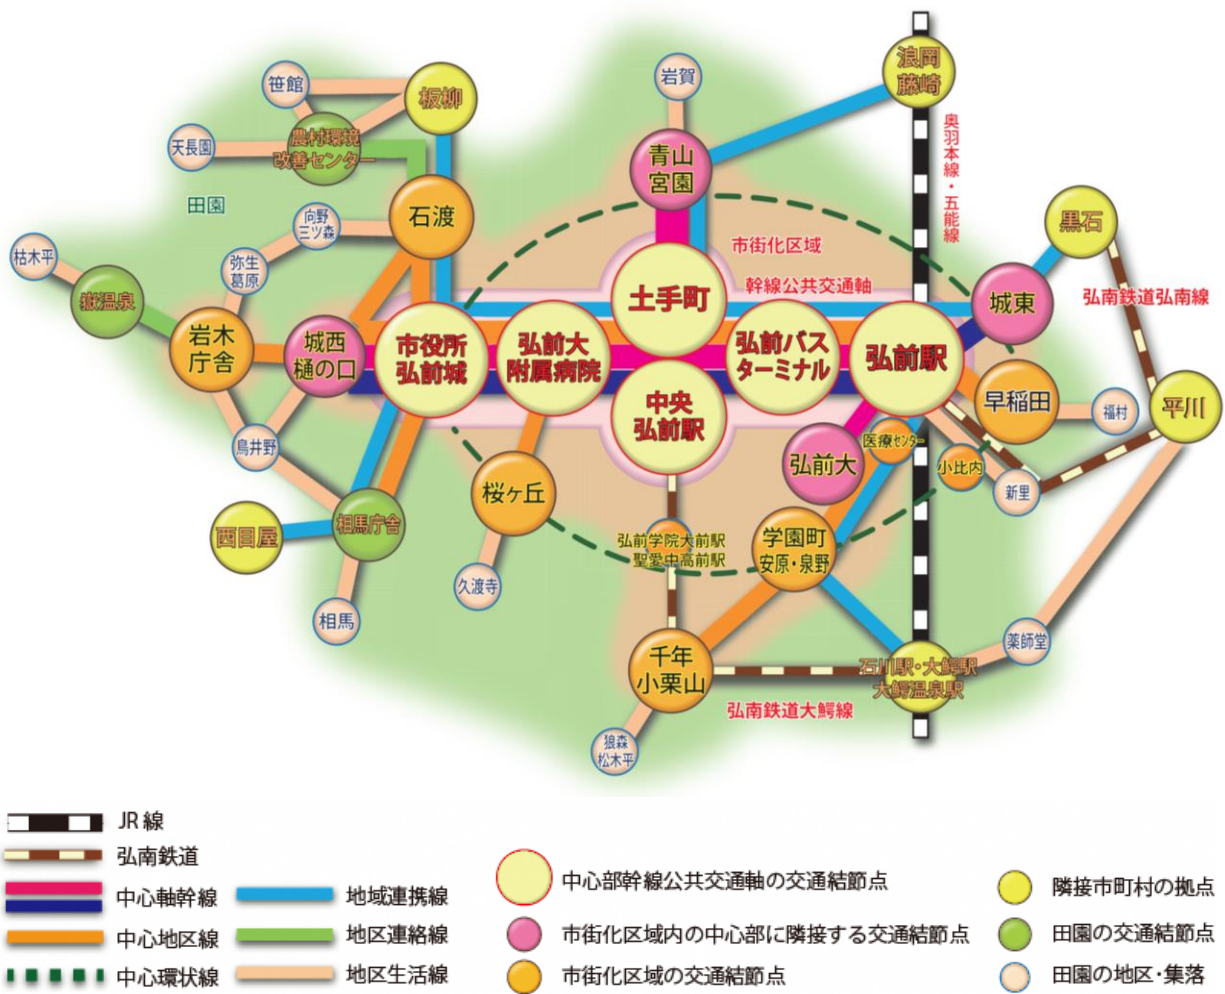 浪岡
藤崎
岩賀
笹館
板柳
天長園
農村環境
改善センター
青山
宮園
奥羽本線・五能線
田園
石渡
向野
三ツ森
市街化区域
黒石
枯木平
弥生
葛原
嶽温泉
土手町
幹線公共交通軸
城東
弘南鉄道弘南線
岩木
庁舎
城西
樋の口
市役所
弘前城
弘前大
附属病院
弘前バス
ターミナル
弘前駅
中央
弘前駅
早稲田
福村
平川
鳥井野
弘前大
医療センター
小比内
新里
桜ヶ丘
西目屋
相馬庁舎
弘前学院大前駅
聖愛中高前駅
学園町
安原・泉野
久渡寺
相馬
薬師堂
千年
小栗山
石川駅・大鰐駅
大鰐温泉駅
弘南鉄道大鰐線
狼森
松木平
JR 線
弘南鉄道
中心軸幹線
中心地区線
中心環状線
地域連携線
地区連絡線
地区生活線
中心部幹線公共交通軸の交通結節点
市街化区域内の中心部に隣接する交通結節点
市街化区域の交通結節点
隣接市町村の拠点
田園の交通結節点
田園の地区・集落